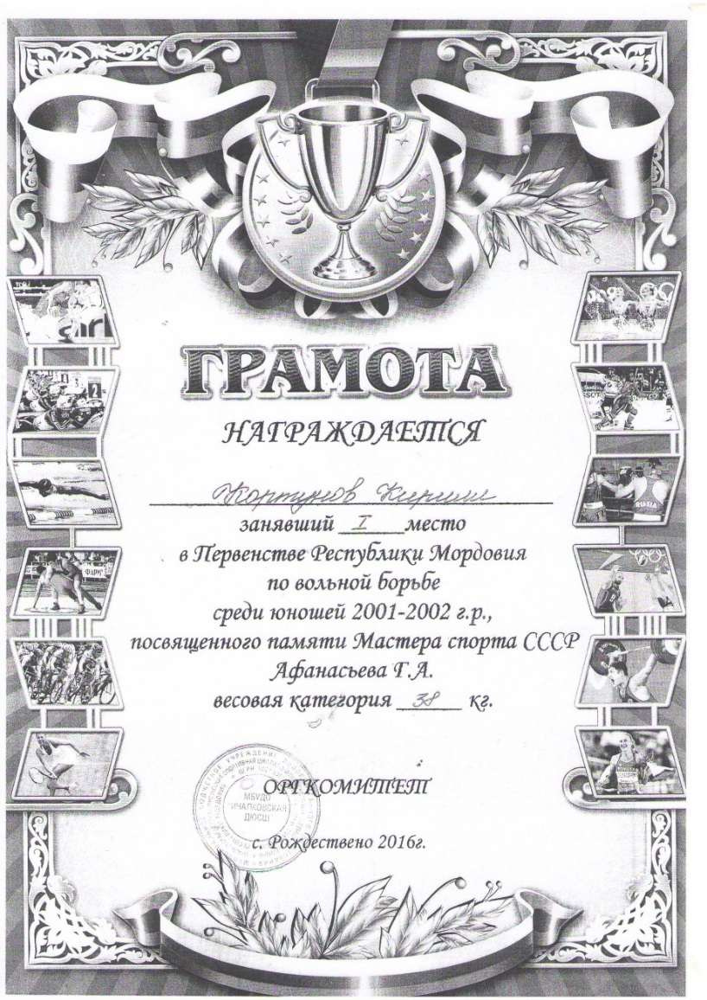 ГРАМОТА
НАГРАЖДАЕТСЯ
Кортунов Кирилл
занявший I место
в Первенстве Республики Мордовия
по вольной борьбе
среди юношей 2001-2002 г.р.,
посвященного памяти Мастера спорта СССР
Афанасьева Г.А.
весовая категория 38 кг.
ОРГКОМИТЕТ
МБУДО
ИЧАЛКОВСКАЯ
ДЮСШ
с. Рождествено 2016г.
RUSSIA